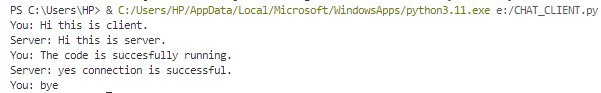 PS C:\Users\HP> & C:/Users/HP/AppData/Local/Microsoft/WindowsApps/python3.11.exe e:/CHAT_CLIENT.py
You: Hi this is client.
Server: Hi this is server.
You: The code is succesfully running.
Server: yes connection is successful.
You: bye